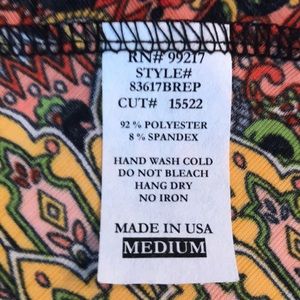 RN# 99217
STYLE#
83617BREP
CUT# 15522
92 % POLYESTER
8 % SPANDEX
HAND WASH COLD
DO NOT BLEACH
HANG DRY
NO IRON
MADE IN USA
MEDIUM